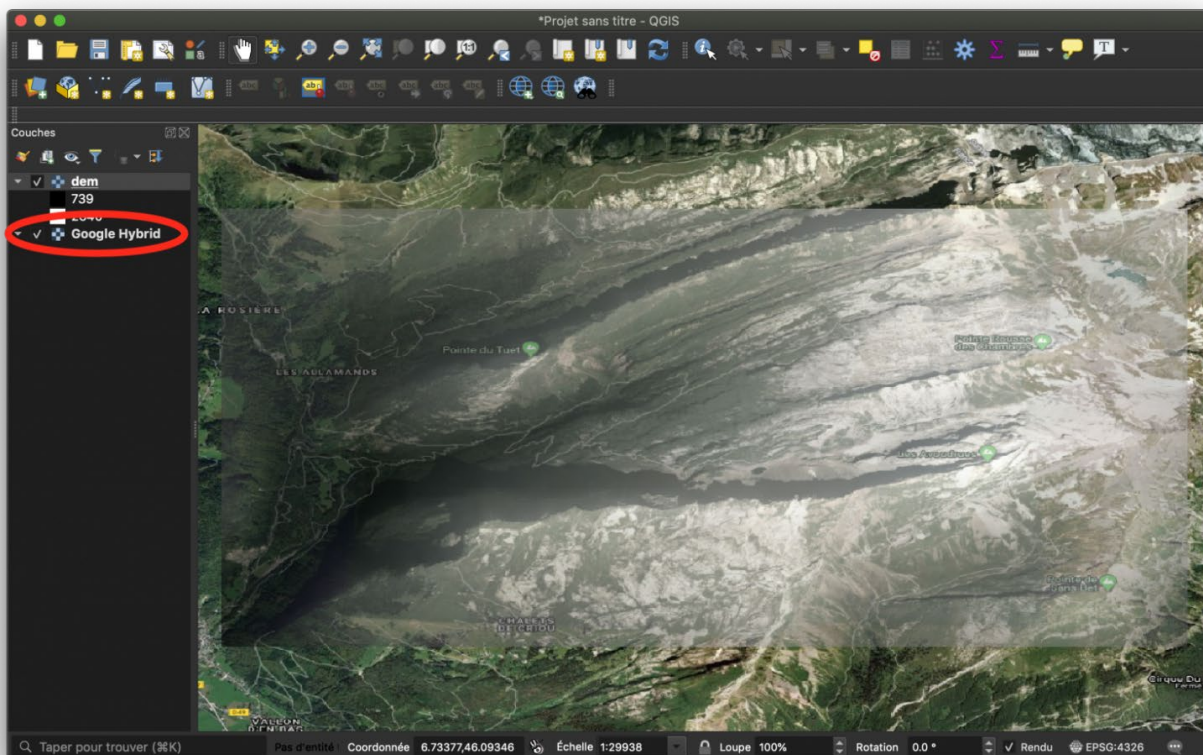 *Projet sans titre - QGIS
Couches
dem
739
Google Hybrid
LA ROSIERE
Pointe du Tuet
LES ALLAMANDS
Pointe Rousse
des Chambres
Les Avoudrues
Pointe de
CHALETS
DE CRIOU
Cirque Du
VALLON
D'EN BAS
Taper pour trouver (⌘K)
Pas d'entité
Coordonnée 6.73377,46.09346
Échelle 1:29938
Loupe 100%
Rotation 0.0 °
Rendu
EPSG:4326